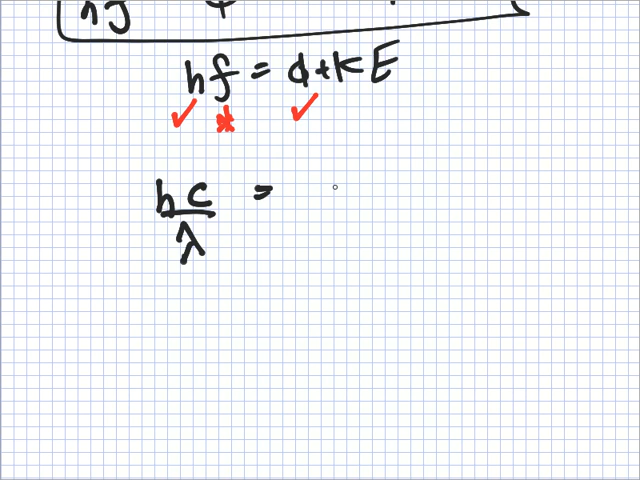 hf = ϕ + KE
hc/λ =